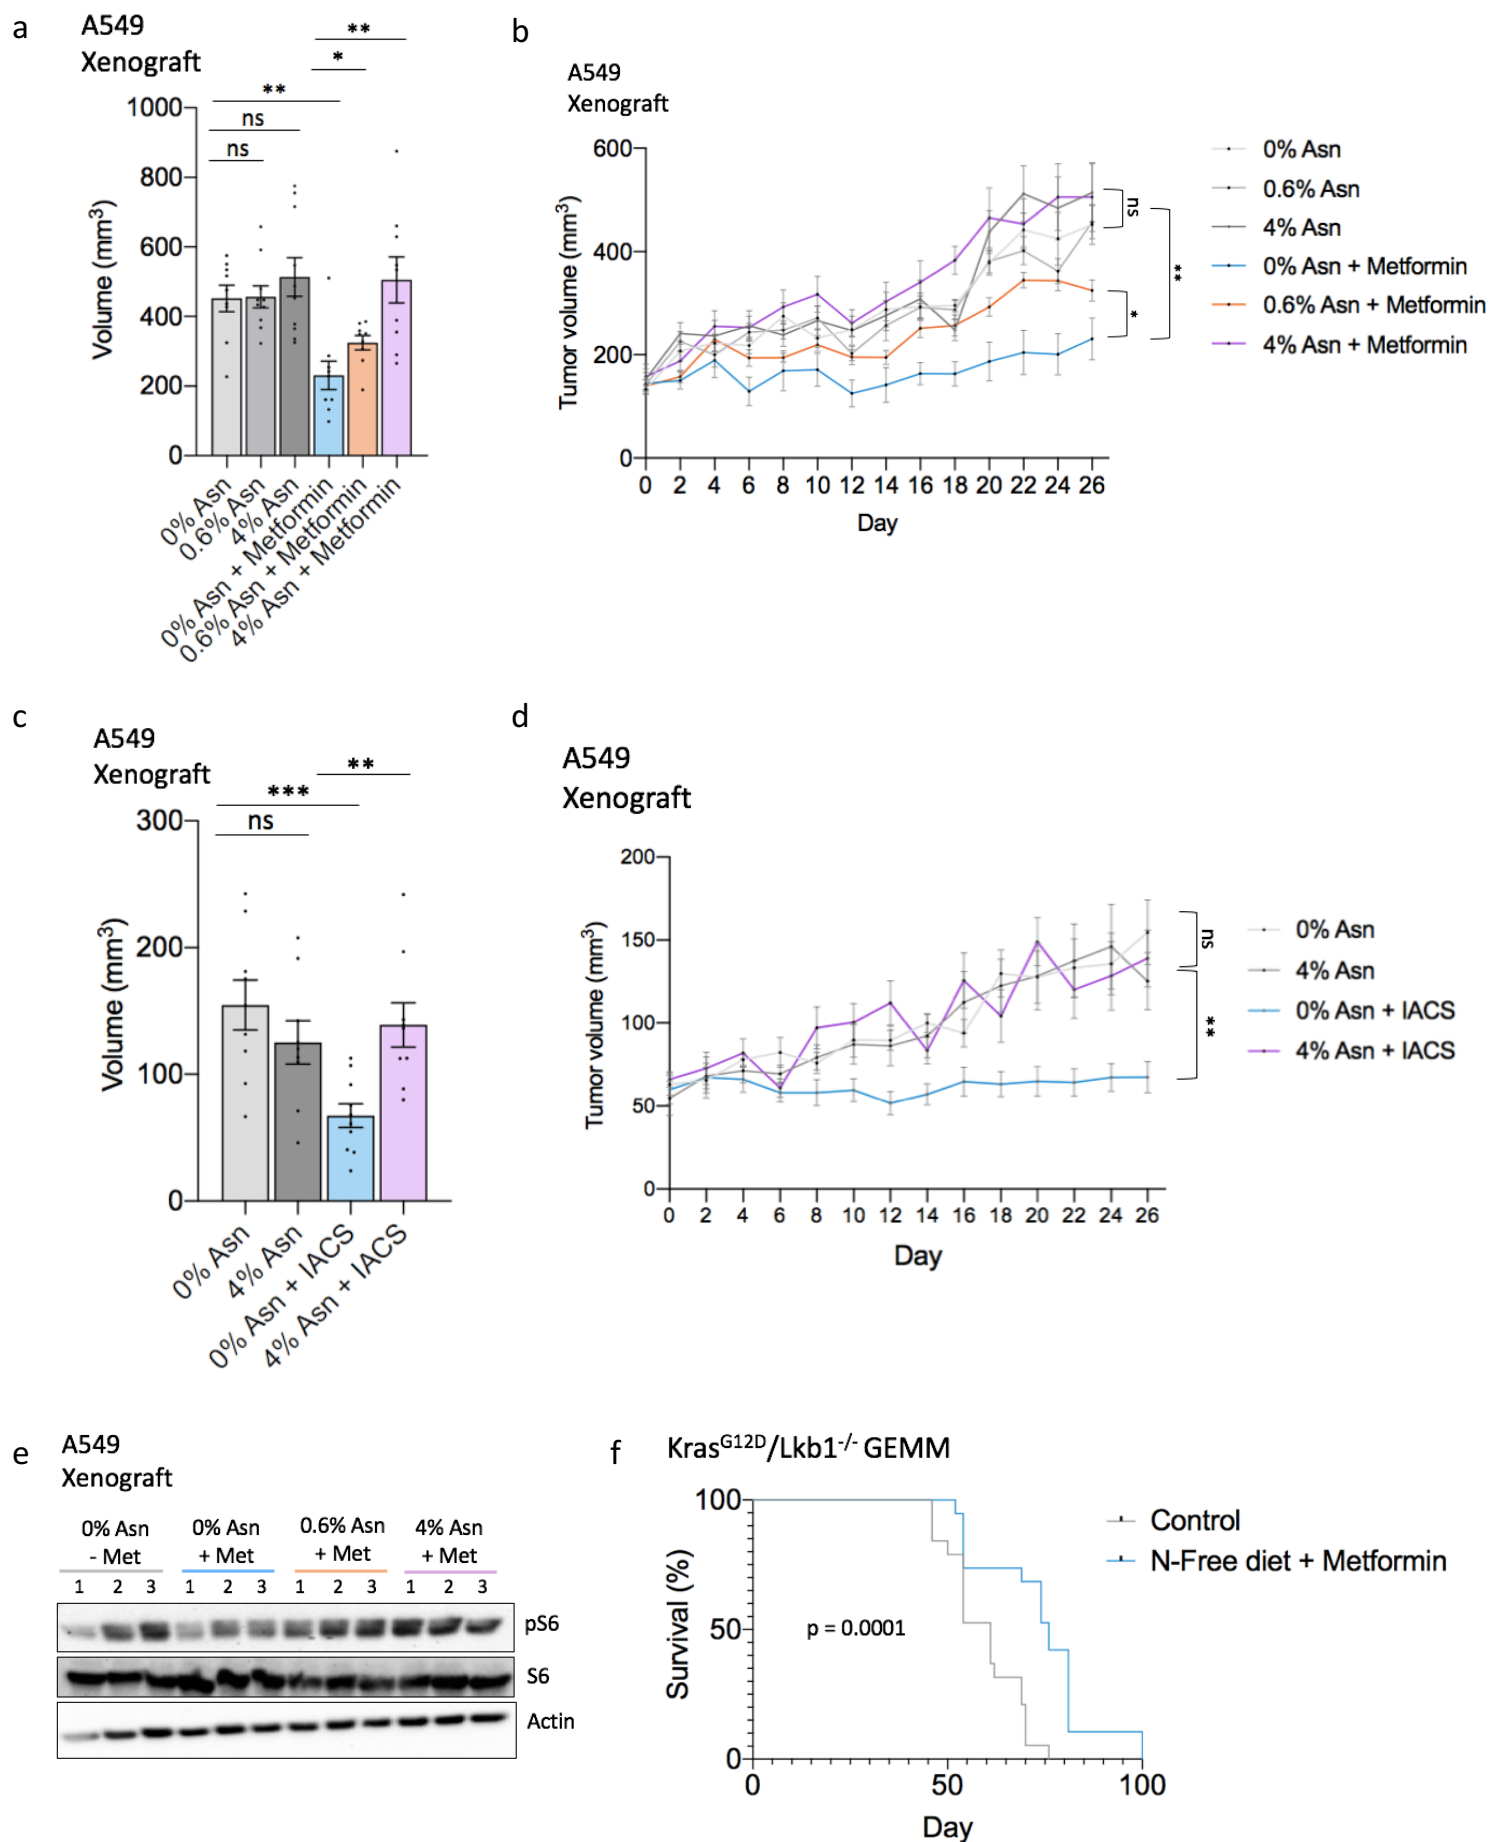 a
A549
Xenograft
**
*
**
ns
ns
Volume (mm³)
1000
800
600
400
200
0
0% Asn
0.6% Asn
4% Asn
0% Asn + Metformin
0.6% Asn + Metformin
4% Asn + Metformin
b
A549
Xenograft
Tumor volume (mm³)
600
400
200
0
0 2 4 6 8 10 12 14 16 18 20 22 24 26
Day
ns
**
*
0% Asn
0.6% Asn
4% Asn
0% Asn + Metformin
0.6% Asn + Metformin
4% Asn + Metformin
c
A549
Xenograft
**
***
ns
Volume (mm³)
300
200
100
0
0% Asn
4% Asn
0% Asn + IACS
4% Asn + IACS
d
A549
Xenograft
Tumor volume (mm³)
200
150
100
50
0
0 2 4 6 8 10 12 14 16 18 20 22 24 26
Day
ns
**
0% Asn
4% Asn
0% Asn + IACS
4% Asn + IACS
e
A549
Xenograft
0% Asn 0% Asn 0.6% Asn 4% Asn
- Met + Met + Met + Met
1 2 3 1 2 3 1 2 3 1 2 3
pS6
S6
Actin
f
Kras^G12D/Lkb1^-/- GEMM
Survival (%)
100
50
0
p = 0.0001
0 50 100
Day
Control
N-Free diet + Metformin